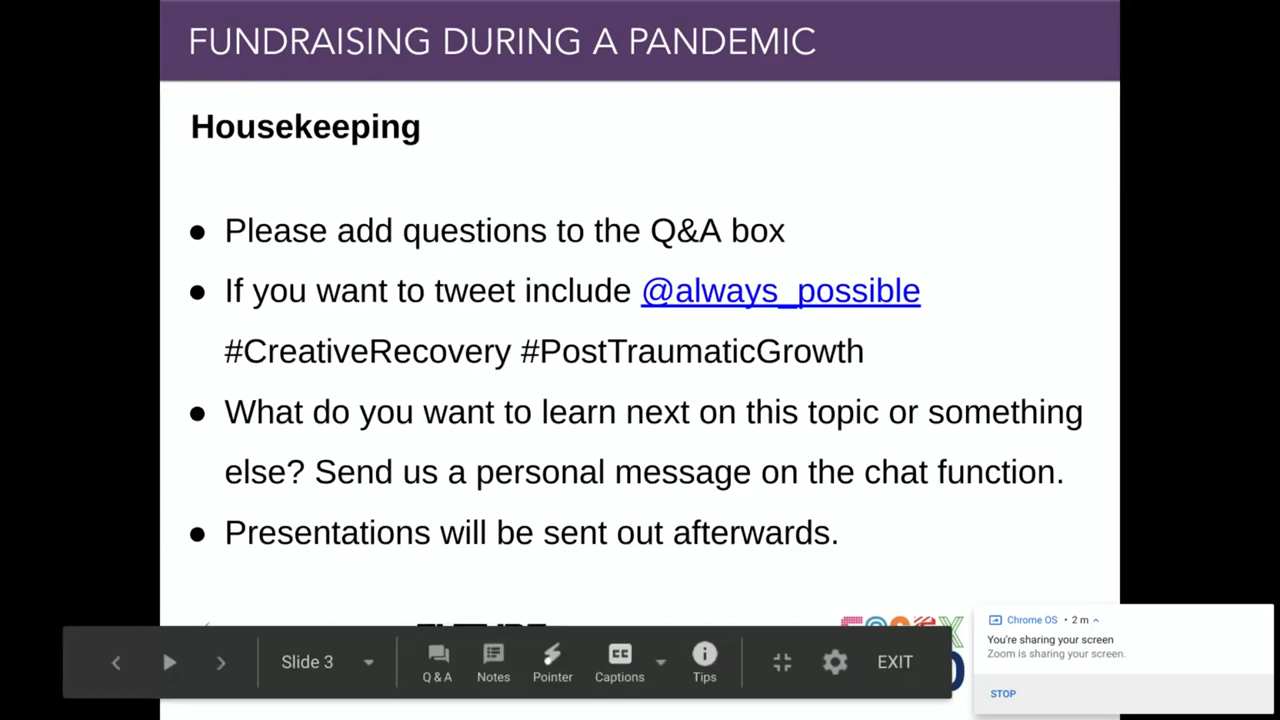 FUNDRAISING DURING A PANDEMIC
Housekeeping
● Please add questions to the Q&A box
● If you want to tweet include @always_possible
#CreativeRecovery #PostTraumaticGrowth
● What do you want to learn next on this topic or something
else? Send us a personal message on the chat function.
● Presentations will be sent out afterwards.
Slide 3
Q & A
Notes
Pointer
CC
Captions
Tips
EXIT
Chrome OS • 2 m
You're sharing your screen
Zoom is sharing your screen.
STOP